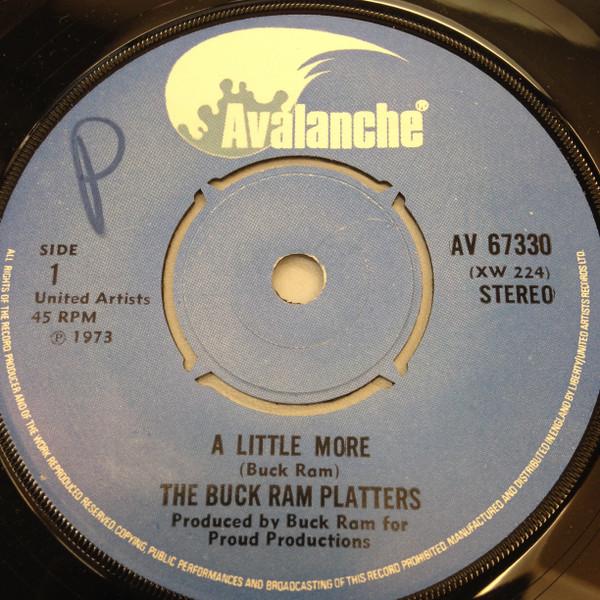 Avalanche®
P
SIDE
1
United Artists
45 RPM
℗ 1973
AV 67330
(XW 224)
STEREO
A LITTLE MORE
(Buck Ram)
THE BUCK RAM PLATTERS
Produced by Buck Ram for
Proud Productions
ALL RIGHTS OF THE RECORD PRODUCER AND OF THE WORK REPRODUCED RESERVED. COPYING, PUBLIC PERFORMANCES AND BROADCASTING OF THIS RECORD PROHIBITED. MANUFACTURED AND DISTRIBUTED IN ENGLAND BY LIBERTY/UNITED ARTISTS RECORDS LTD.